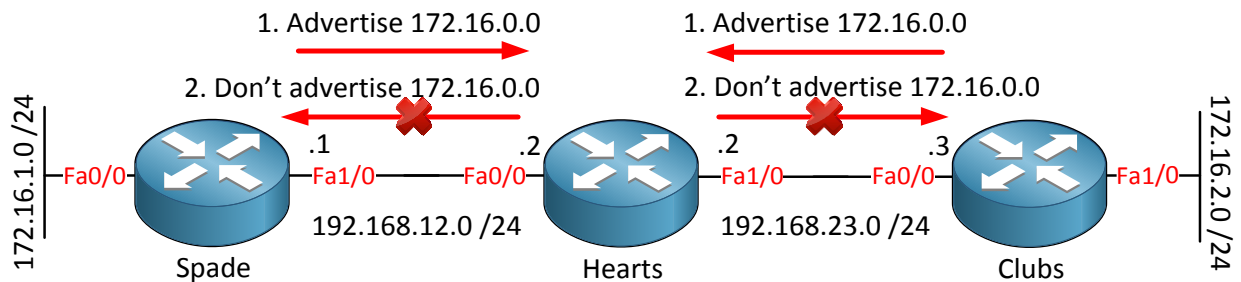 1. Advertise 172.16.0.0
1. Advertise 172.16.0.0
2. Don’t advertise 172.16.0.0
2. Don’t advertise 172.16.0.0
172.16.1.0 /24
Fa0/0
.1
Fa1/0
.2
Fa0/0
.2
Fa1/0
.3
Fa0/0
Fa1/0
172.16.2.0 /24
192.168.12.0 /24
192.168.23.0 /24
Spade
Hearts
Clubs